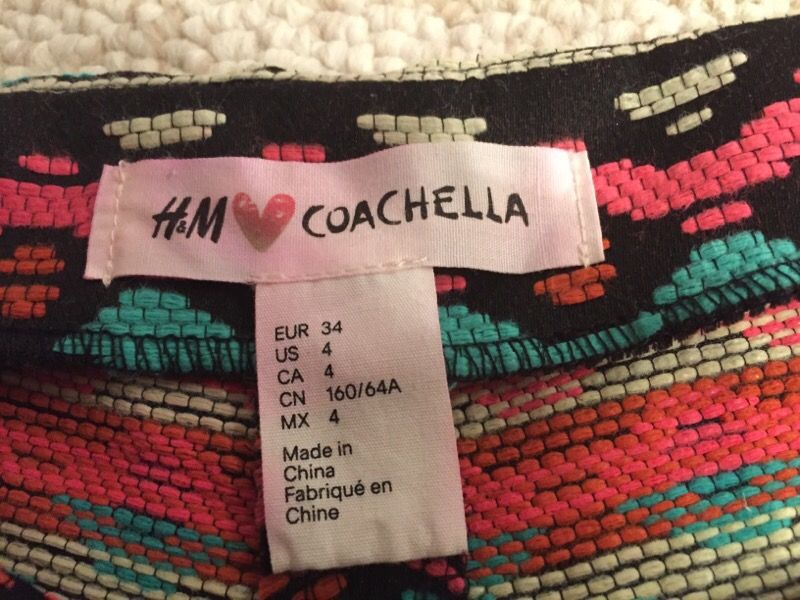 H&M COACHELLA
EUR 34
US 4
CA 4
CN 160/64A
MX 4
Made in
China
Fabriqué en
Chine